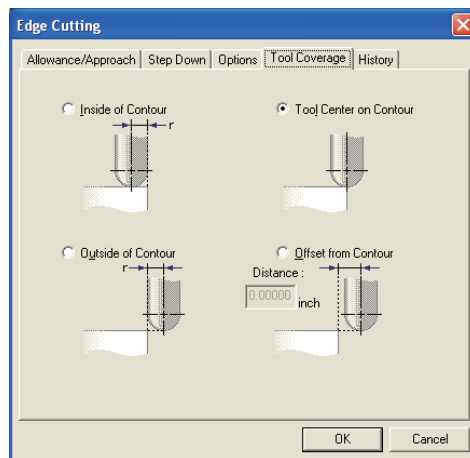 Edge Cutting
Allowance/Approach Step Down Options Tool Coverage History
Inside of Contour Tool Center on Contour
r
Outside of Contour Offset from Contour
r Distance :
0.00000 inch
OK Cancel